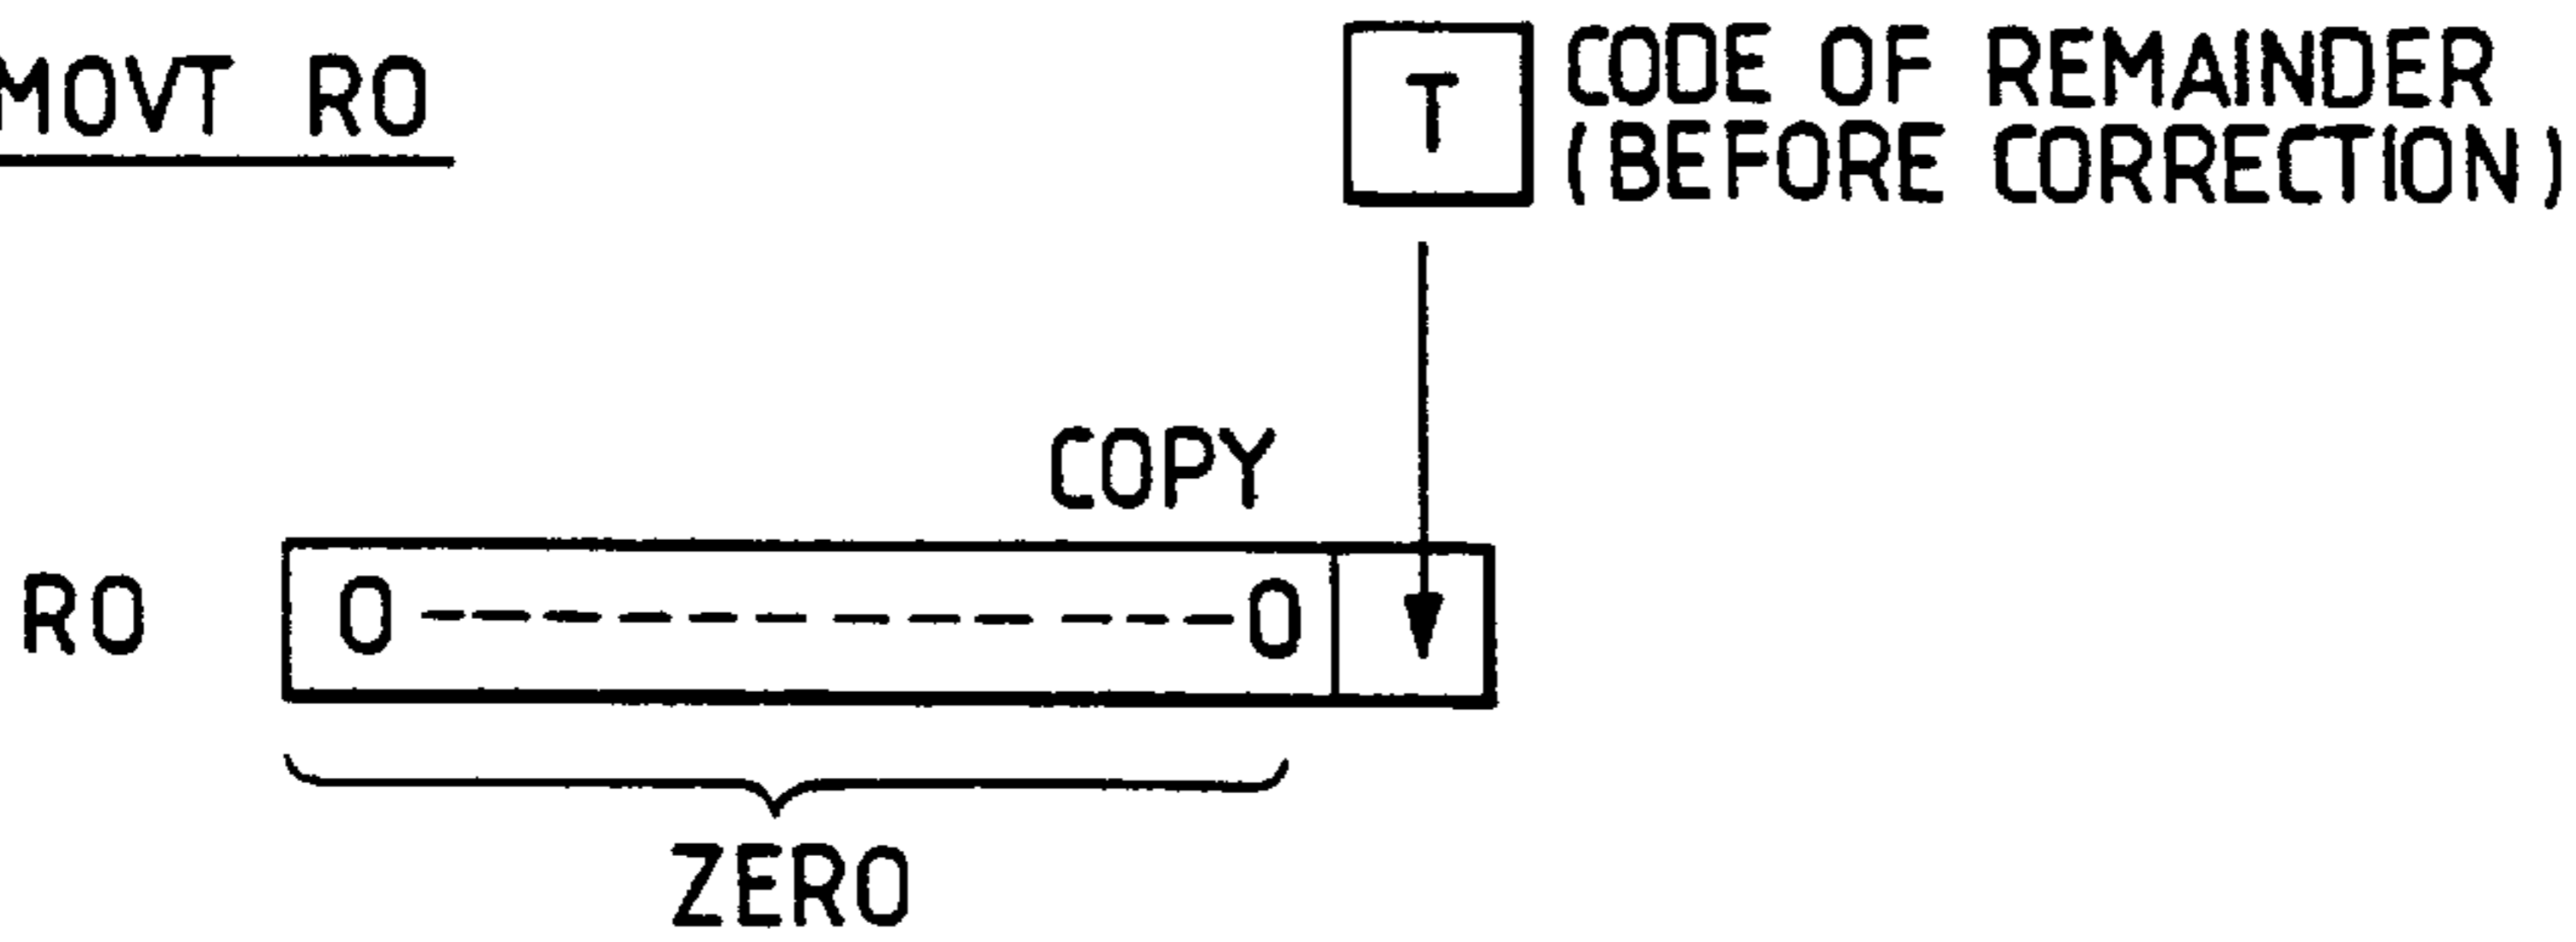 MOVT R0
T
CODE OF REMAINDER
(BEFORE CORRECTION)
COPY
R0
0 ------------ 0
ZERO